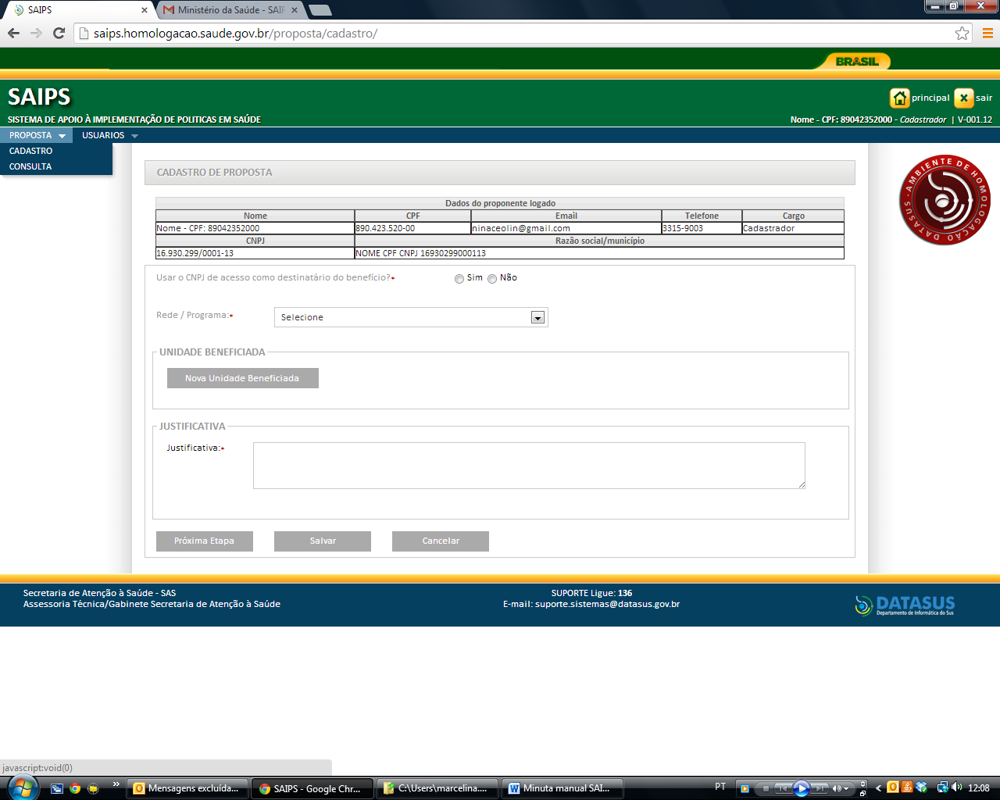 SAIPS
Ministério da Saúde - SAIP
saips.homologacao.saude.gov.br/proposta/cadastro/
BRASIL
SAIPS
principal
sair
SISTEMA DE APOIO À IMPLEMENTAÇÃO DE POLITICAS EM SAÚDE
Nome - CPF: 89042352000 - Cadastrador | V-001.12
PROPOSTA
USUARIOS
CADASTRO
CONSULTA
AMBIENTE DE HOMOLOGAÇÃO DATASUS -
CADASTRO DE PROPOSTA
Dados do proponente logado
Nome CPF Email Telefone Cargo
Nome - CPF: 89042352000 890.423.520-00 ninaceolin@gmail.com 3315-9003 Cadastrador
CNPJ Razão social/município
16.930.299/0001-13 NOME CPF CNPJ 16930299000113
Usar o CNPJ de acesso como destinatário do benefício?* Sim Não
Rede / Programa:* Selecione
UNIDADE BENEFICIADA
Nova Unidade Beneficiada
JUSTIFICATIVA
Justificativa:*
Próxima Etapa Salvar Cancelar
Secretaria de Atenção à Saúde - SAS
Assessoria Técnica/Gabinete Secretaria de Atenção à Saúde
SUPORTE Ligue: 136
E-mail: suporte.sistemas@datasus.gov.br
DATASUS
Departamento de Informática do Sus
javascript:void(0)
Mensagens excluída...
SAIPS - Google Chr...
C:\Users\marcelina....
Minuta manual SAI...
PT
12:08